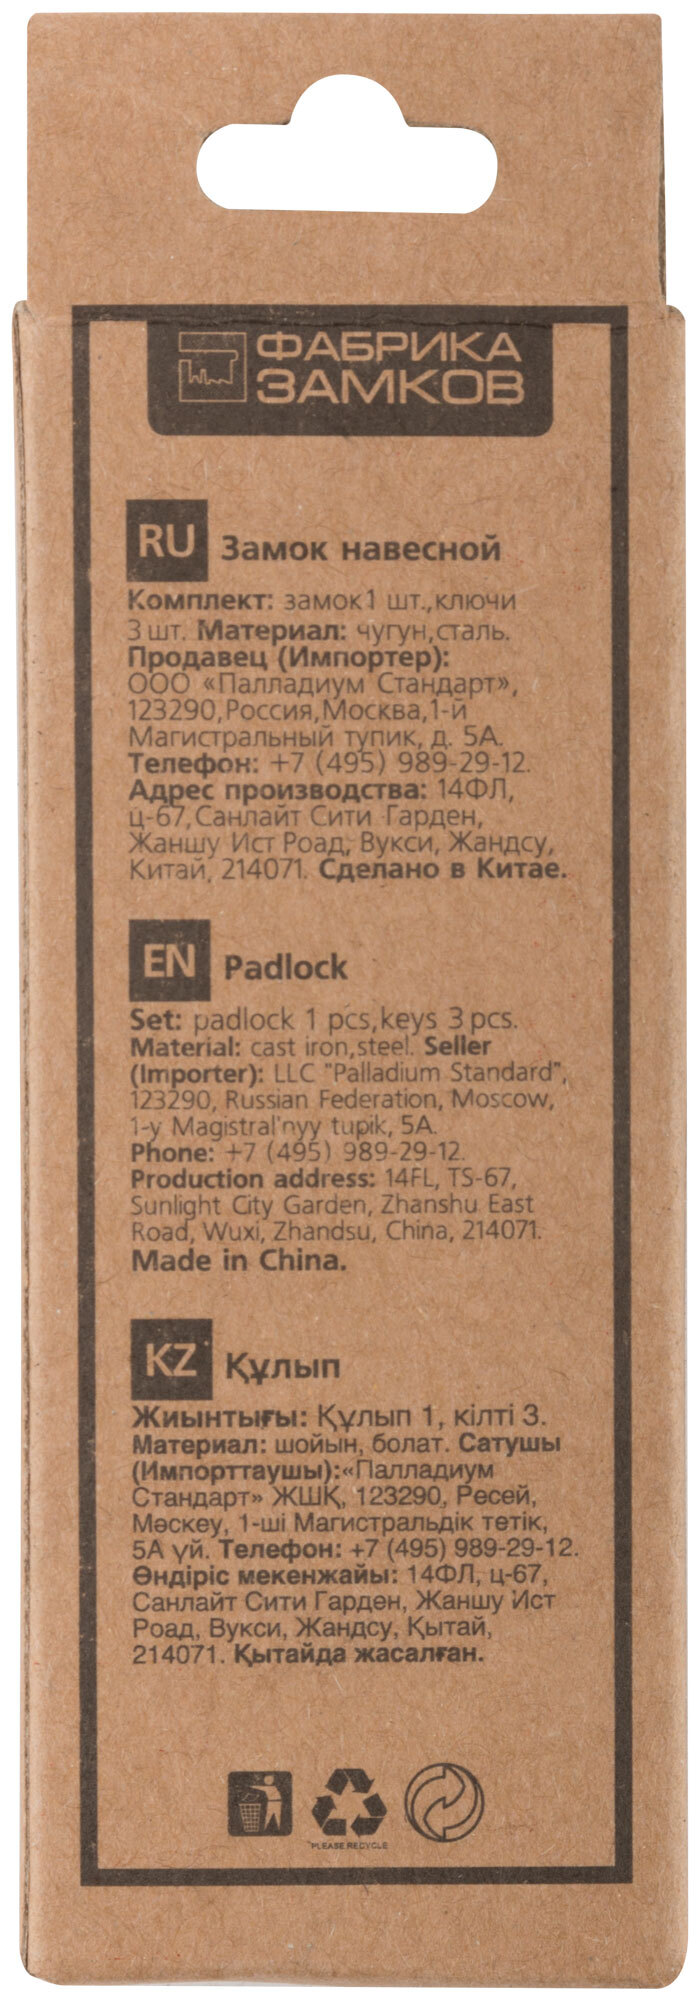 ФАБРИКА
ЗАМКОВ
RU Замок навесной
Комплект: замок1 шт.,ключи
3 шт. Материал: чугун,сталь.
Продавец (Импортер):
ООО «Палладиум Стандарт»,
123290,Россия,Москва,1-й
Магистральный тупик, д. 5А.
Телефон: +7 (495) 989-29-12.
Адрес производства: 14ФЛ,
ц-67,Санлайт Сити Гарден,
Жаншу Ист Роад, Вукси, Жандсу,
Китай, 214071. Сделано в Китае.
EN Padlock
Set: padlock 1 pcs,keys 3 pcs.
Material: cast iron,steel. Seller
(Importer): LLC "Palladium Standard",
123290, Russian Federation, Moscow,
1-y Magistral'nyy tupik, 5A.
Phone: +7 (495) 989-29-12.
Production address: 14FL, TS-67,
Sunlight City Garden, Zhanshu East
Road, Wuxi, Zhandsu, China, 214071.
Made in China.
KZ Құлып
Жиынтығы: Құлып 1, кілті 3.
Материал: шойын, болат. Сатушы
(Импорттаушы):«Палладиум
Стандарт» ЖШҚ, 123290, Ресей,
Мәскеу, 1-ші Магистральдік тетік,
5А үй. Телефон: +7 (495) 989-29-12.
Өндіріс мекенжайы: 14ФЛ, ц-67,
Санлайт Сити Гарден, Жаншу Ист
Роад, Вукси, Жандсу, Қытай,
214071. Қытайда жасалған.
PLEASE RECYCLE